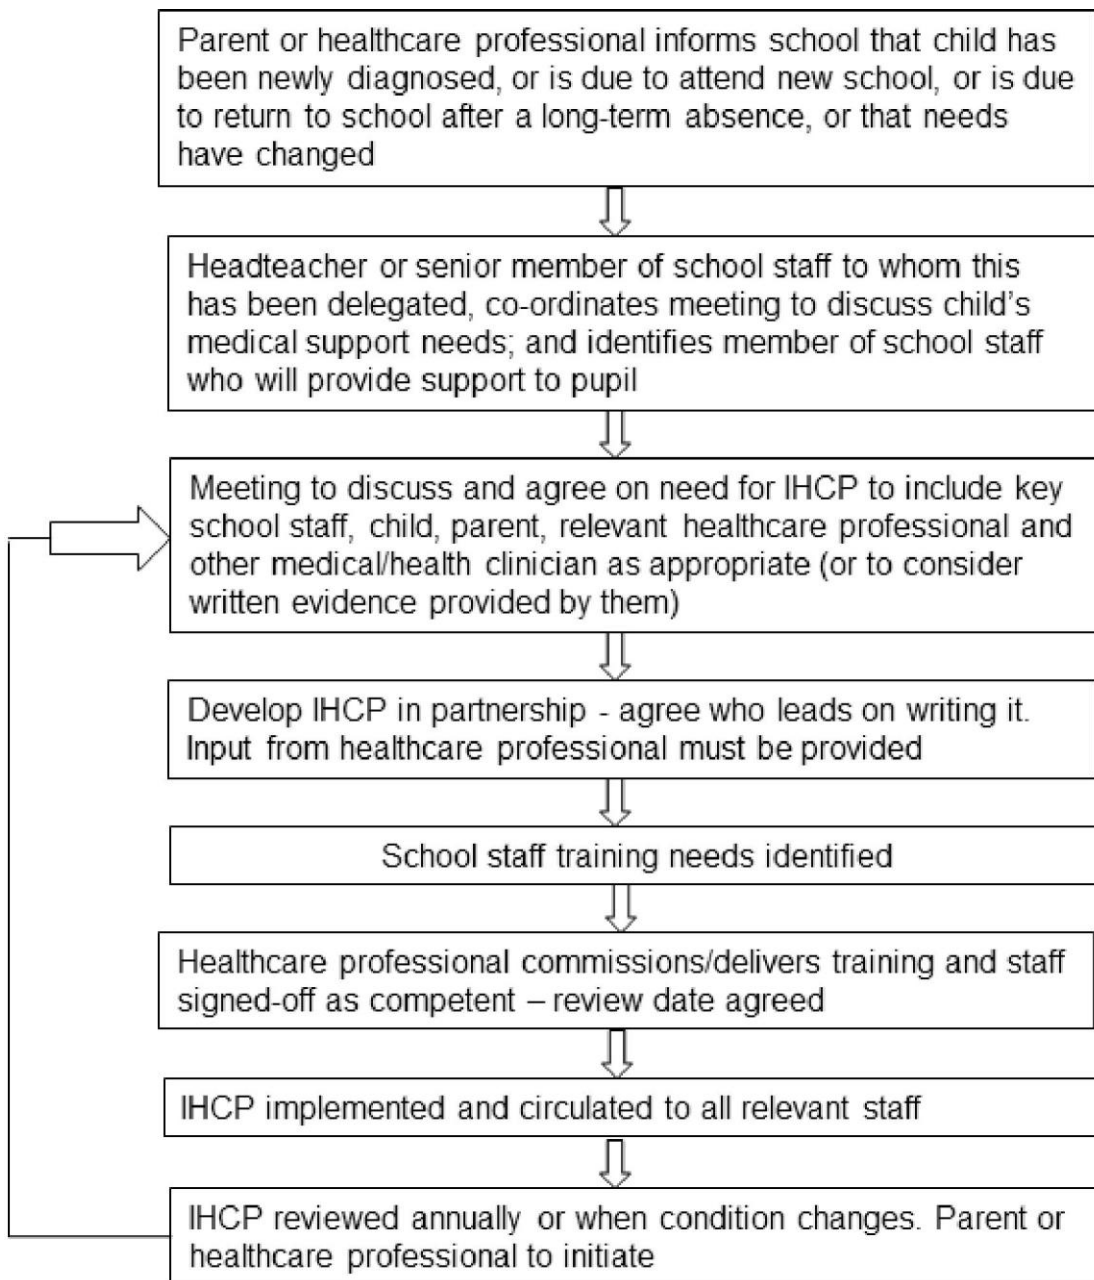 Parent or healthcare professional informs school that child has
been newly diagnosed, or is due to attend new school, or is due
to return to school after a long-term absence, or that needs
have changed
Headteacher or senior member of school staff to whom this
has been delegated, co-ordinates meeting to discuss child's
medical support needs; and identifies member of school staff
who will provide support to pupil
Meeting to discuss and agree on need for IHCP to include key
school staff, child, parent, relevant healthcare professional and
other medical/health clinician as appropriate (or to consider
written evidence provided by them)
Develop IHCP in partnership - agree who leads on writing it.
Input from healthcare professional must be provided
School staff training needs identified
Healthcare professional commissions/delivers training and staff
signed-off as competent – review date agreed
IHCP implemented and circulated to all relevant staff
IHCP reviewed annually or when condition changes. Parent or
healthcare professional to initiate